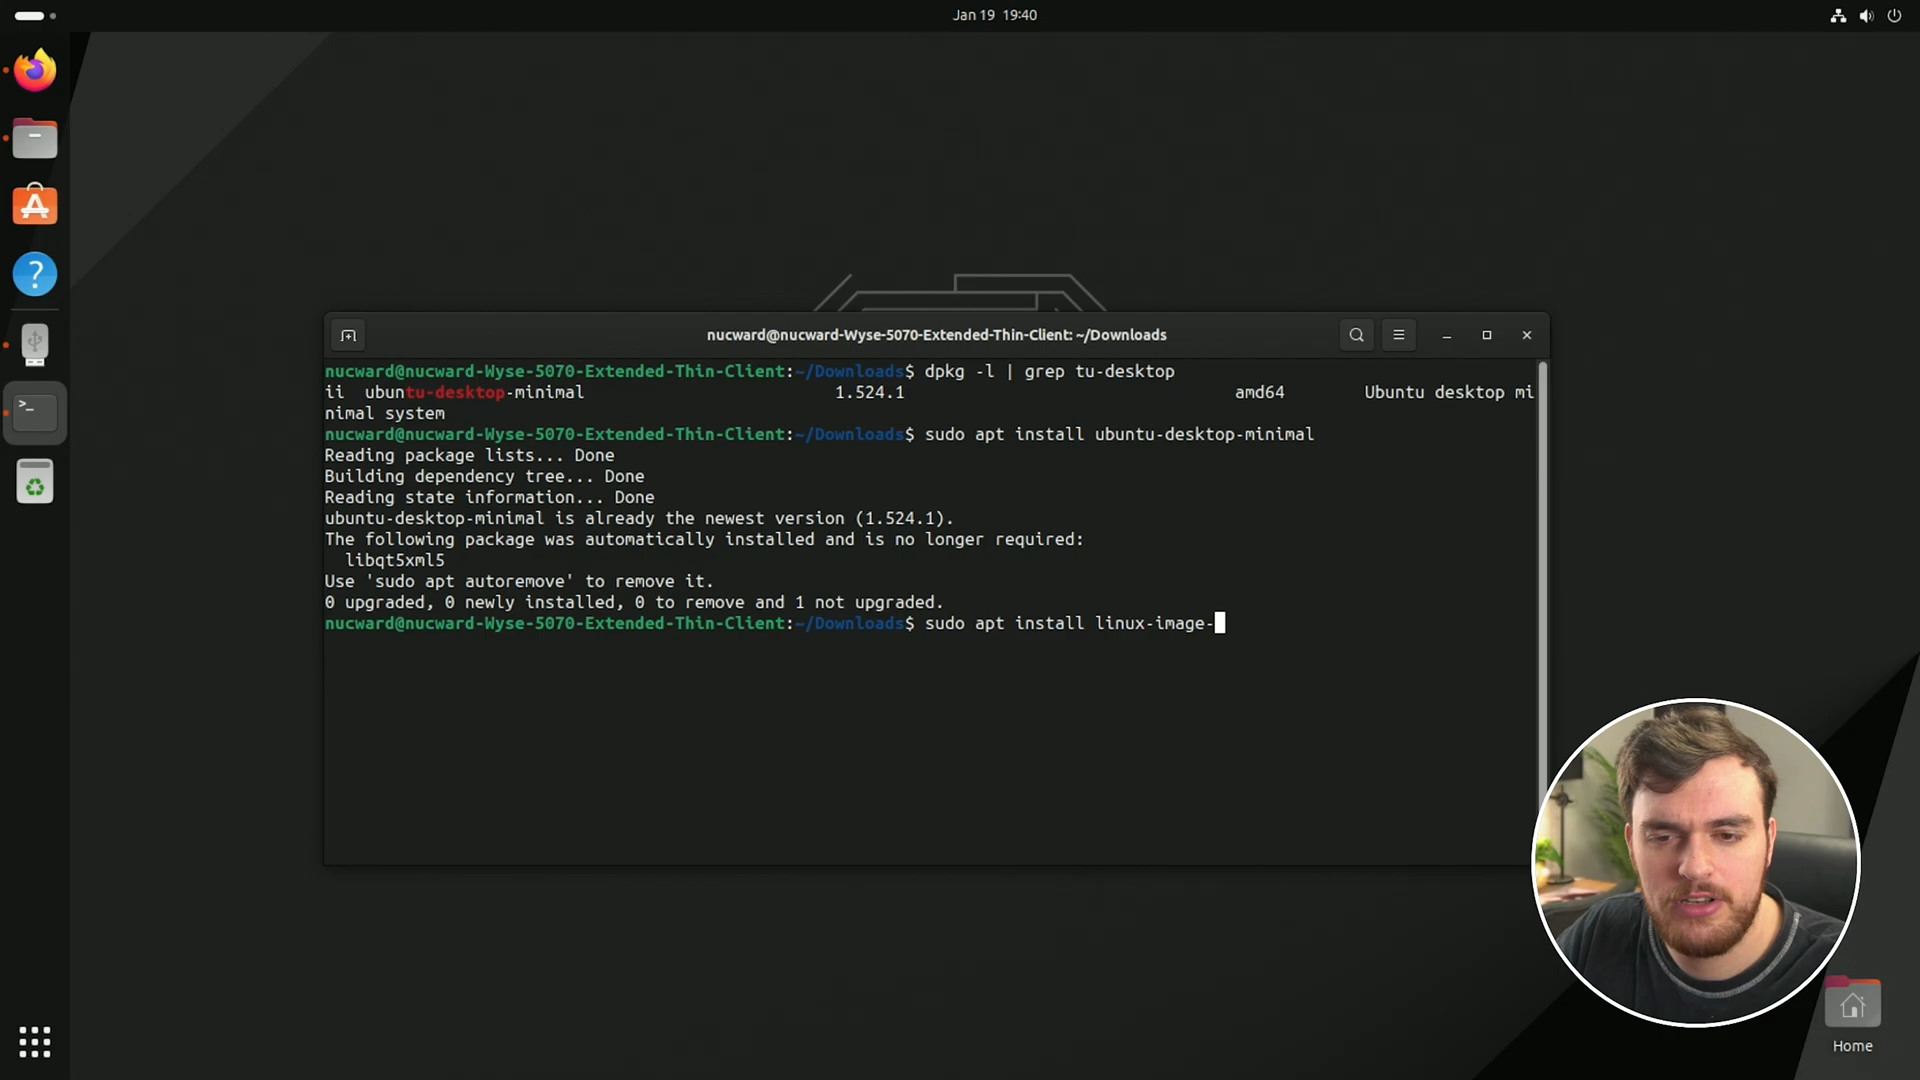 Jan 19 19:40
nucward@nucward-Wyse-5070-Extended-Thin-Client: ~/Downloads
nucward@nucward-Wyse-5070-Extended-Thin-Client:~/Downloads$ dpkg -l | grep tu-desktop
ii  ubuntu-desktop-minimal                         1.524.1                                 amd64        Ubuntu desktop mi
nimal system
nucward@nucward-Wyse-5070-Extended-Thin-Client:~/Downloads$ sudo apt install ubuntu-desktop-minimal
Reading package lists... Done
Building dependency tree... Done
Reading state information... Done
ubuntu-desktop-minimal is already the newest version (1.524.1).
The following package was automatically installed and is no longer required:
  libqt5xml5
Use 'sudo apt autoremove' to remove it.
0 upgraded, 0 newly installed, 0 to remove and 1 not upgraded.
nucward@nucward-Wyse-5070-Extended-Thin-Client:~/Downloads$ sudo apt install linux-image-
Home